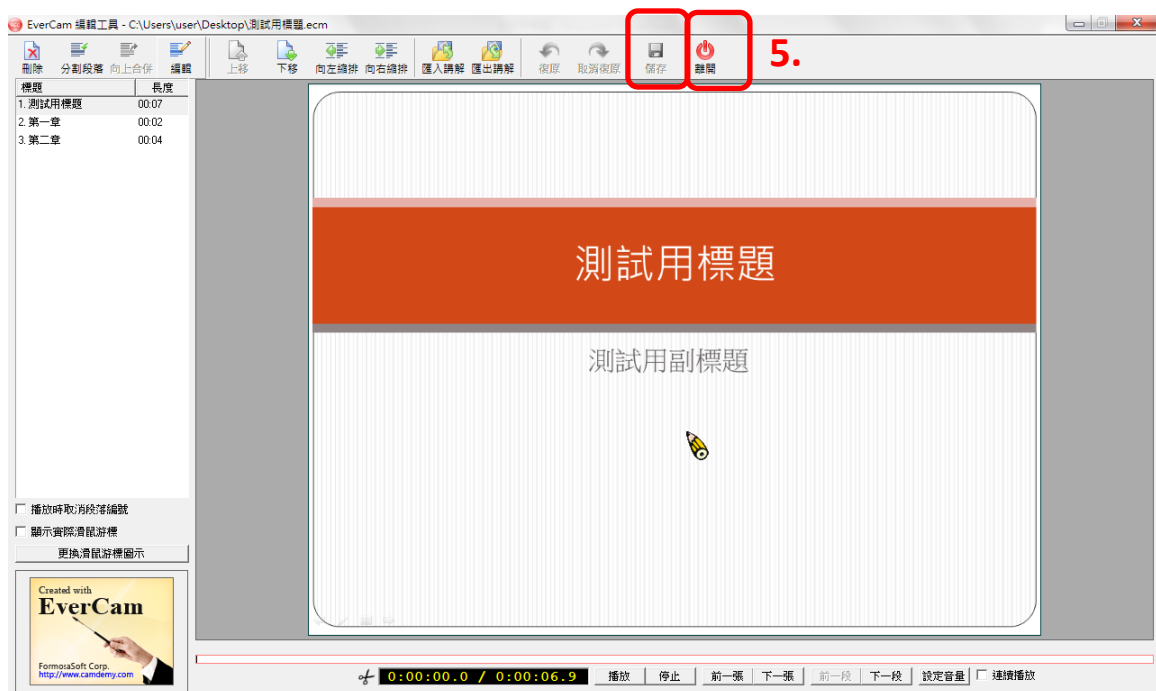 EverCam 編輯工具 - C:\Users\user\Desktop\測試用標題.ecm
刪除 分割段落 向上合併 編輯 上移 下移 向左縮排 向右縮排 匯入講解 匯出講解 復原 取消復原 儲存 離開
5.
標題 長度
1. 測試用標題 00:07
2. 第一章 00:02
3. 第二章 00:04
測試用標題
測試用副標題
播放時取消段落編號
顯示實際滑鼠游標
更換滑鼠游標圖示
Created with
EverCam
FormosaSoft Corp.
http://www.camdemy.com
0:00:00.0 / 0:00:06.9 播放 停止 前一張 下一張 前一段 下一段 設定音量 連續播放